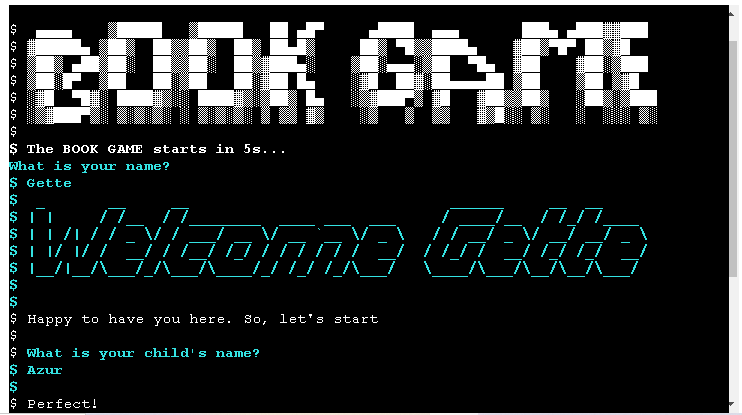 BOOK GAME
$ The BOOK GAME starts in 5s...
What is your name?
$ Gette
Welcome Gette
$ Happy to have you here. So, let's start
$
$ What is your child's name?
$ Azur
$
$ Perfect!